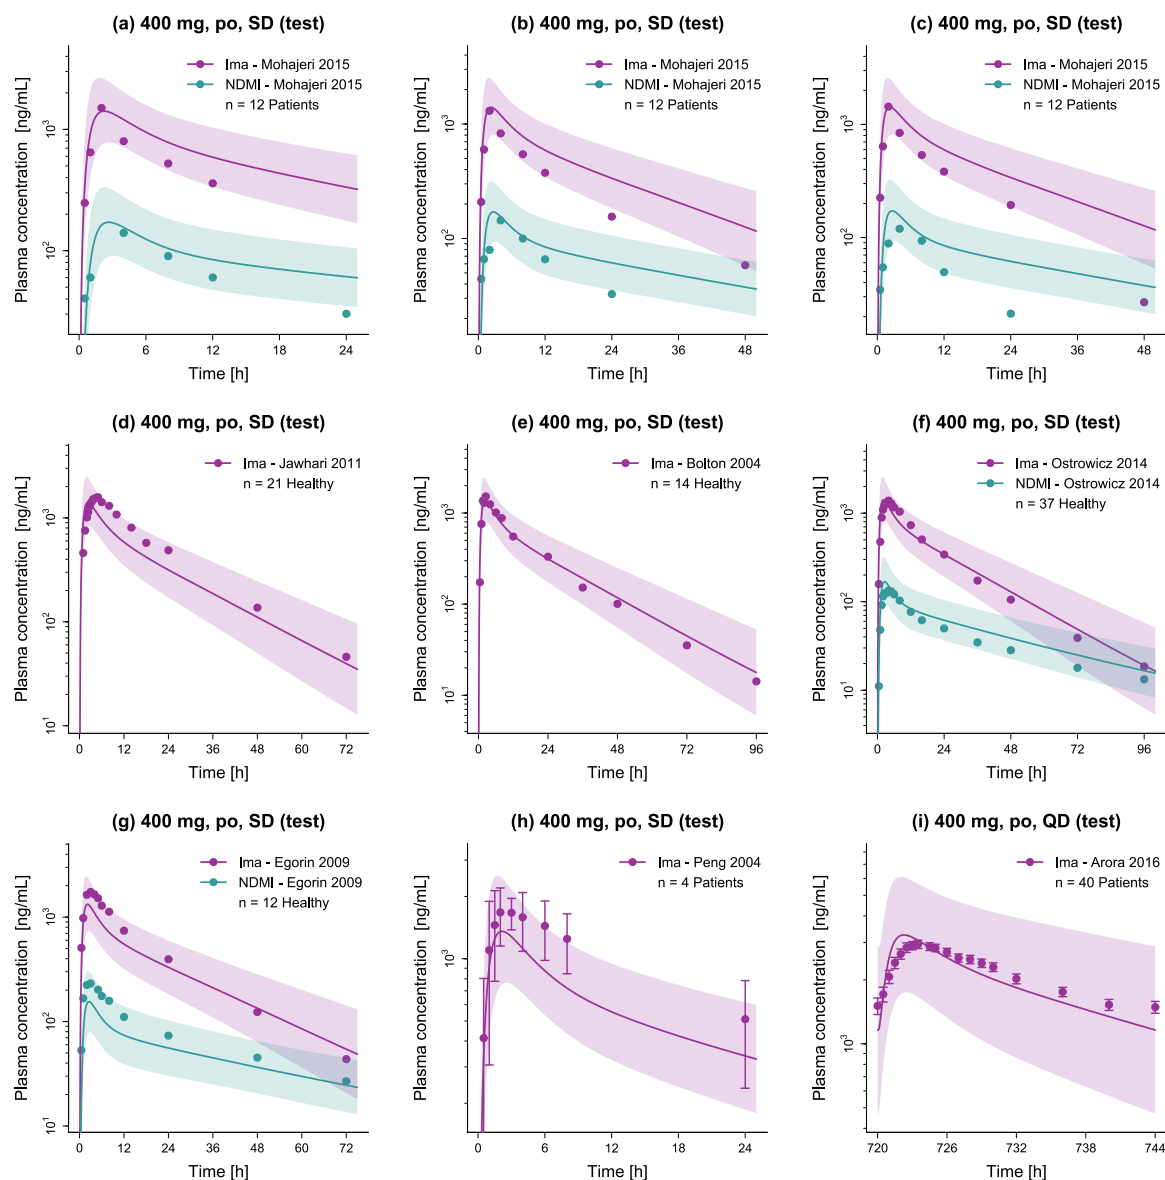 (a) 400 mg, po, SD (test)
Plasma concentration [ng/mL]
10³
10²
Ima - Mohajeri 2015
NDMI - Mohajeri 2015
n = 12 Patients
0 6 12 18 24
Time [h]
(b) 400 mg, po, SD (test)
Plasma concentration [ng/mL]
10³
10²
Ima - Mohajeri 2015
NDMI - Mohajeri 2015
n = 12 Patients
0 12 24 36 48
Time [h]
(c) 400 mg, po, SD (test)
Plasma concentration [ng/mL]
10³
10²
Ima - Mohajeri 2015
NDMI - Mohajeri 2015
n = 12 Patients
0 12 24 36 48
Time [h]
(d) 400 mg, po, SD (test)
Plasma concentration [ng/mL]
10³
10²
10¹
Ima - Jawhari 2011
n = 21 Healthy
0 12 24 36 48 60 72
Time [h]
(e) 400 mg, po, SD (test)
Plasma concentration [ng/mL]
10³
10²
10¹
Ima - Bolton 2004
n = 14 Healthy
0 24 48 72 96
Time [h]
(f) 400 mg, po, SD (test)
Plasma concentration [ng/mL]
10³
10²
10¹
Ima - Ostrowicz 2014
NDMI - Ostrowicz 2014
n = 37 Healthy
0 24 48 72 96
Time [h]
(g) 400 mg, po, SD (test)
Plasma concentration [ng/mL]
10³
10²
10¹
Ima - Egorin 2009
NDMI - Egorin 2009
n = 12 Healthy
0 12 24 36 48 60 72
Time [h]
(h) 400 mg, po, SD (test)
Plasma concentration [ng/mL]
10³
Ima - Peng 2004
n = 4 Patients
0 6 12 18 24
Time [h]
(i) 400 mg, po, QD (test)
Plasma concentration [ng/mL]
10³
Ima - Arora 2016
n = 40 Patients
720 726 732 738 744
Time [h]